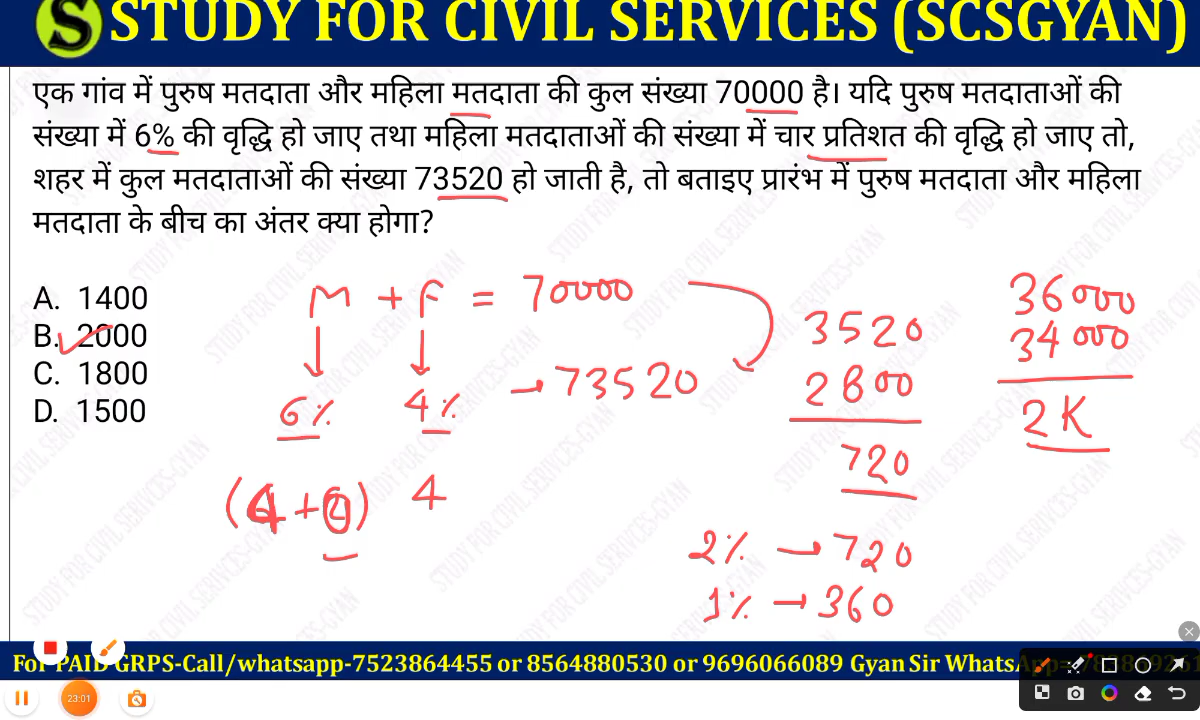 STUDY FOR CIVIL SERVICES (SCSGYAN)
एक गांव में पुरुष मतदाता और महिला मतदाता की कुल संख्या 70000 है। यदि पुरुष मतदाताओं की
संख्या में 6% की वृद्धि हो जाए तथा महिला मतदाताओं की संख्या में चार प्रतिशत की वृद्धि हो जाए तो,
शहर में कुल मतदाताओं की संख्या 73520 हो जाती है, तो बताइए प्रारंभ में पुरुष मतदाता और महिला
मतदाता के बीच का अंतर क्या होगा?
A. 1400
B. 2000
C. 1800
D. 1500
M + F = 70000
6% 4% → 73520
4
3520
2800
720
2% → 720
1% → 360
36000
34000
2K
For PAID GRPS-Call/whatsapp-7523864455 or 8564880530 or 9696066089 Gyan Sir
23:01